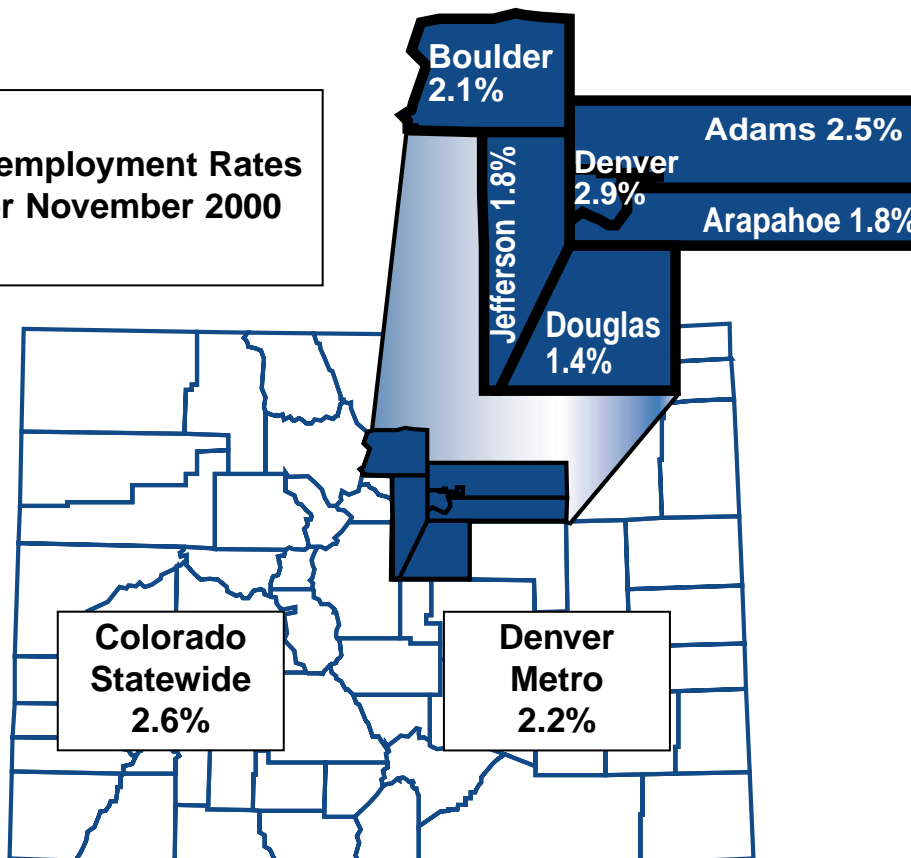 Boulder
2.1%
Adams 2.5%
employment Rates
r November 2000
Denver
2.9%
Jefferson 1.8%
Arapahoe 1.8%
Douglas
1.4%
Colorado
Statewide
2.6%
Denver
Metro
2.2%